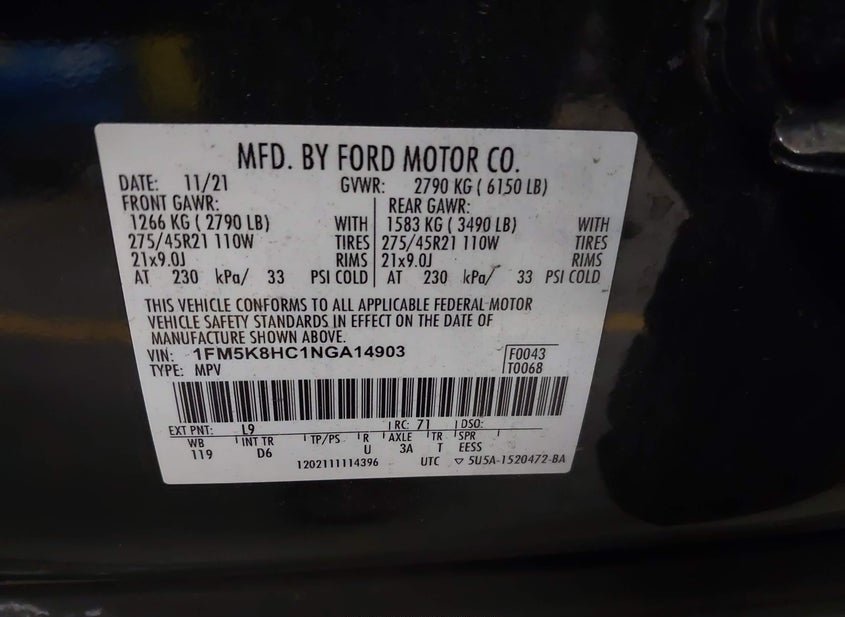 MFD. BY FORD MOTOR CO.
DATE: 11/21 GVWR: 2790 KG ( 6150 LB)
FRONT GAWR: REAR GAWR:
1266 KG ( 2790 LB) WITH 1583 KG ( 3490 LB) WITH
275/45R21 110W TIRES 275/45R21 110W TIRES
21x9.0J RIMS 21x9.0J RIMS
AT 230 kPa/ 33 PSI COLD AT 230 kPa/ 33 PSI COLD
THIS VEHICLE CONFORMS TO ALL APPLICABLE FEDERAL MOTOR
VEHICLE SAFETY STANDARDS IN EFFECT ON THE DATE OF
MANUFACTURE SHOWN ABOVE.
VIN: 1FM5K8HC1NGA14903 F0043
TYPE: MPV T0068
EXT PNT: L9 RC: 71 DSO:
WB INT TR TP/PS R AXLE TR SPR
119 D6 U 3A T EESS
1202111114396 UTC ▽ 5U5A-1520472-BA